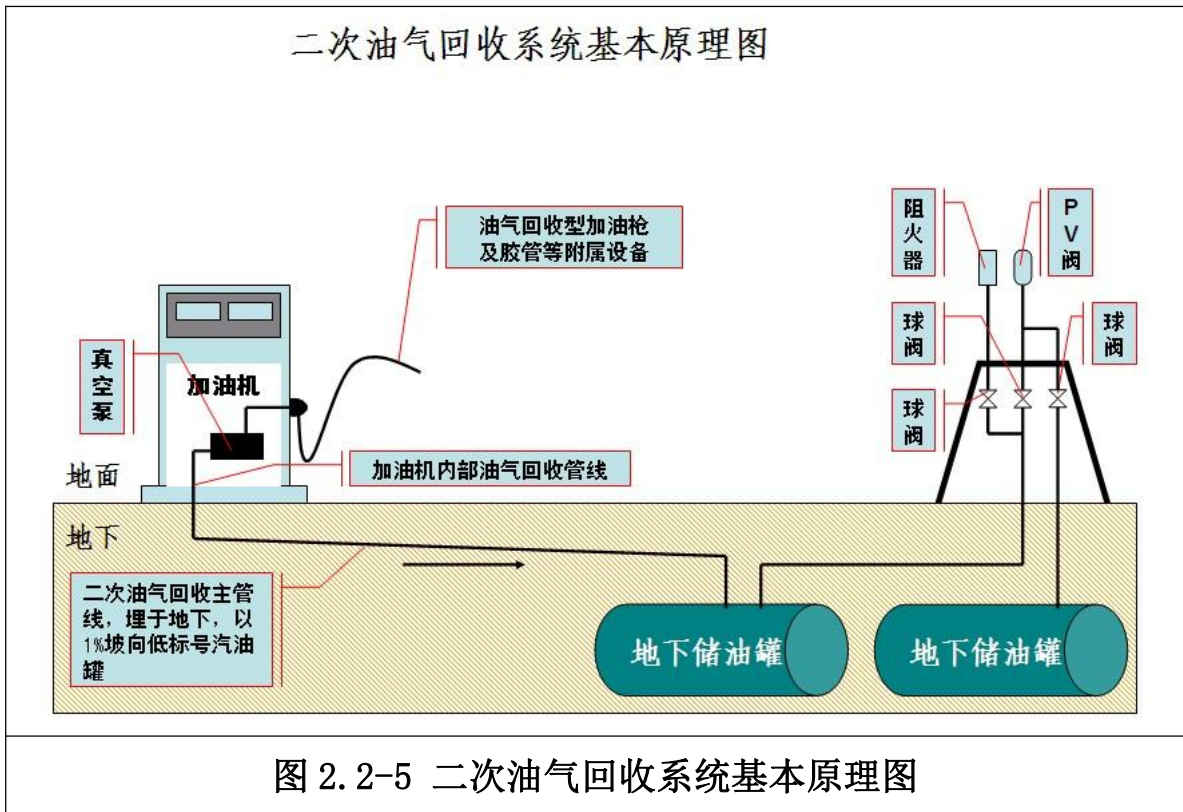 二次油气回收系统基本原理图
油气回收型加油枪
及胶管等附属设备
阻火器
PV阀
球阀
球阀
球阀
真空泵
加油机
加油机内部油气回收管线
地面
地下
二次油气回收主管
线，埋于地下，以
1%坡向低标号汽油
罐
地下储油罐
地下储油罐
图 2.2-5 二次油气回收系统基本原理图